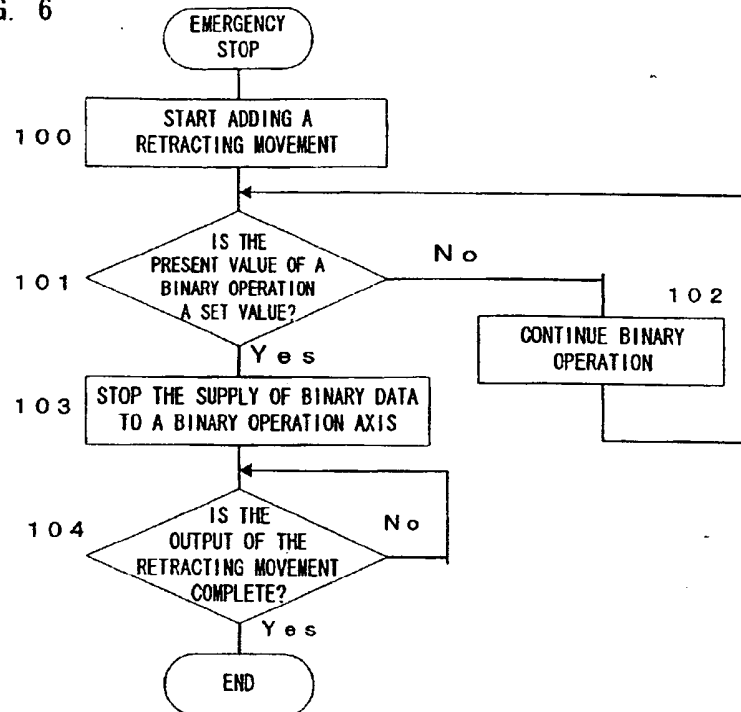 G. 6
EMERGENCY
STOP
100
START ADDING A
RETRACTING MOVEMENT
101
IS THE
PRESENT VALUE OF A
BINARY OPERATION
A SET VALUE?
No
102
CONTINUE BINARY
OPERATION
Yes
103
STOP THE SUPPLY OF BINARY DATA
TO A BINARY OPERATION AXIS
104
IS THE
OUTPUT OF THE
RETRACTING MOVEMENT
COMPLETE?
No
Yes
END